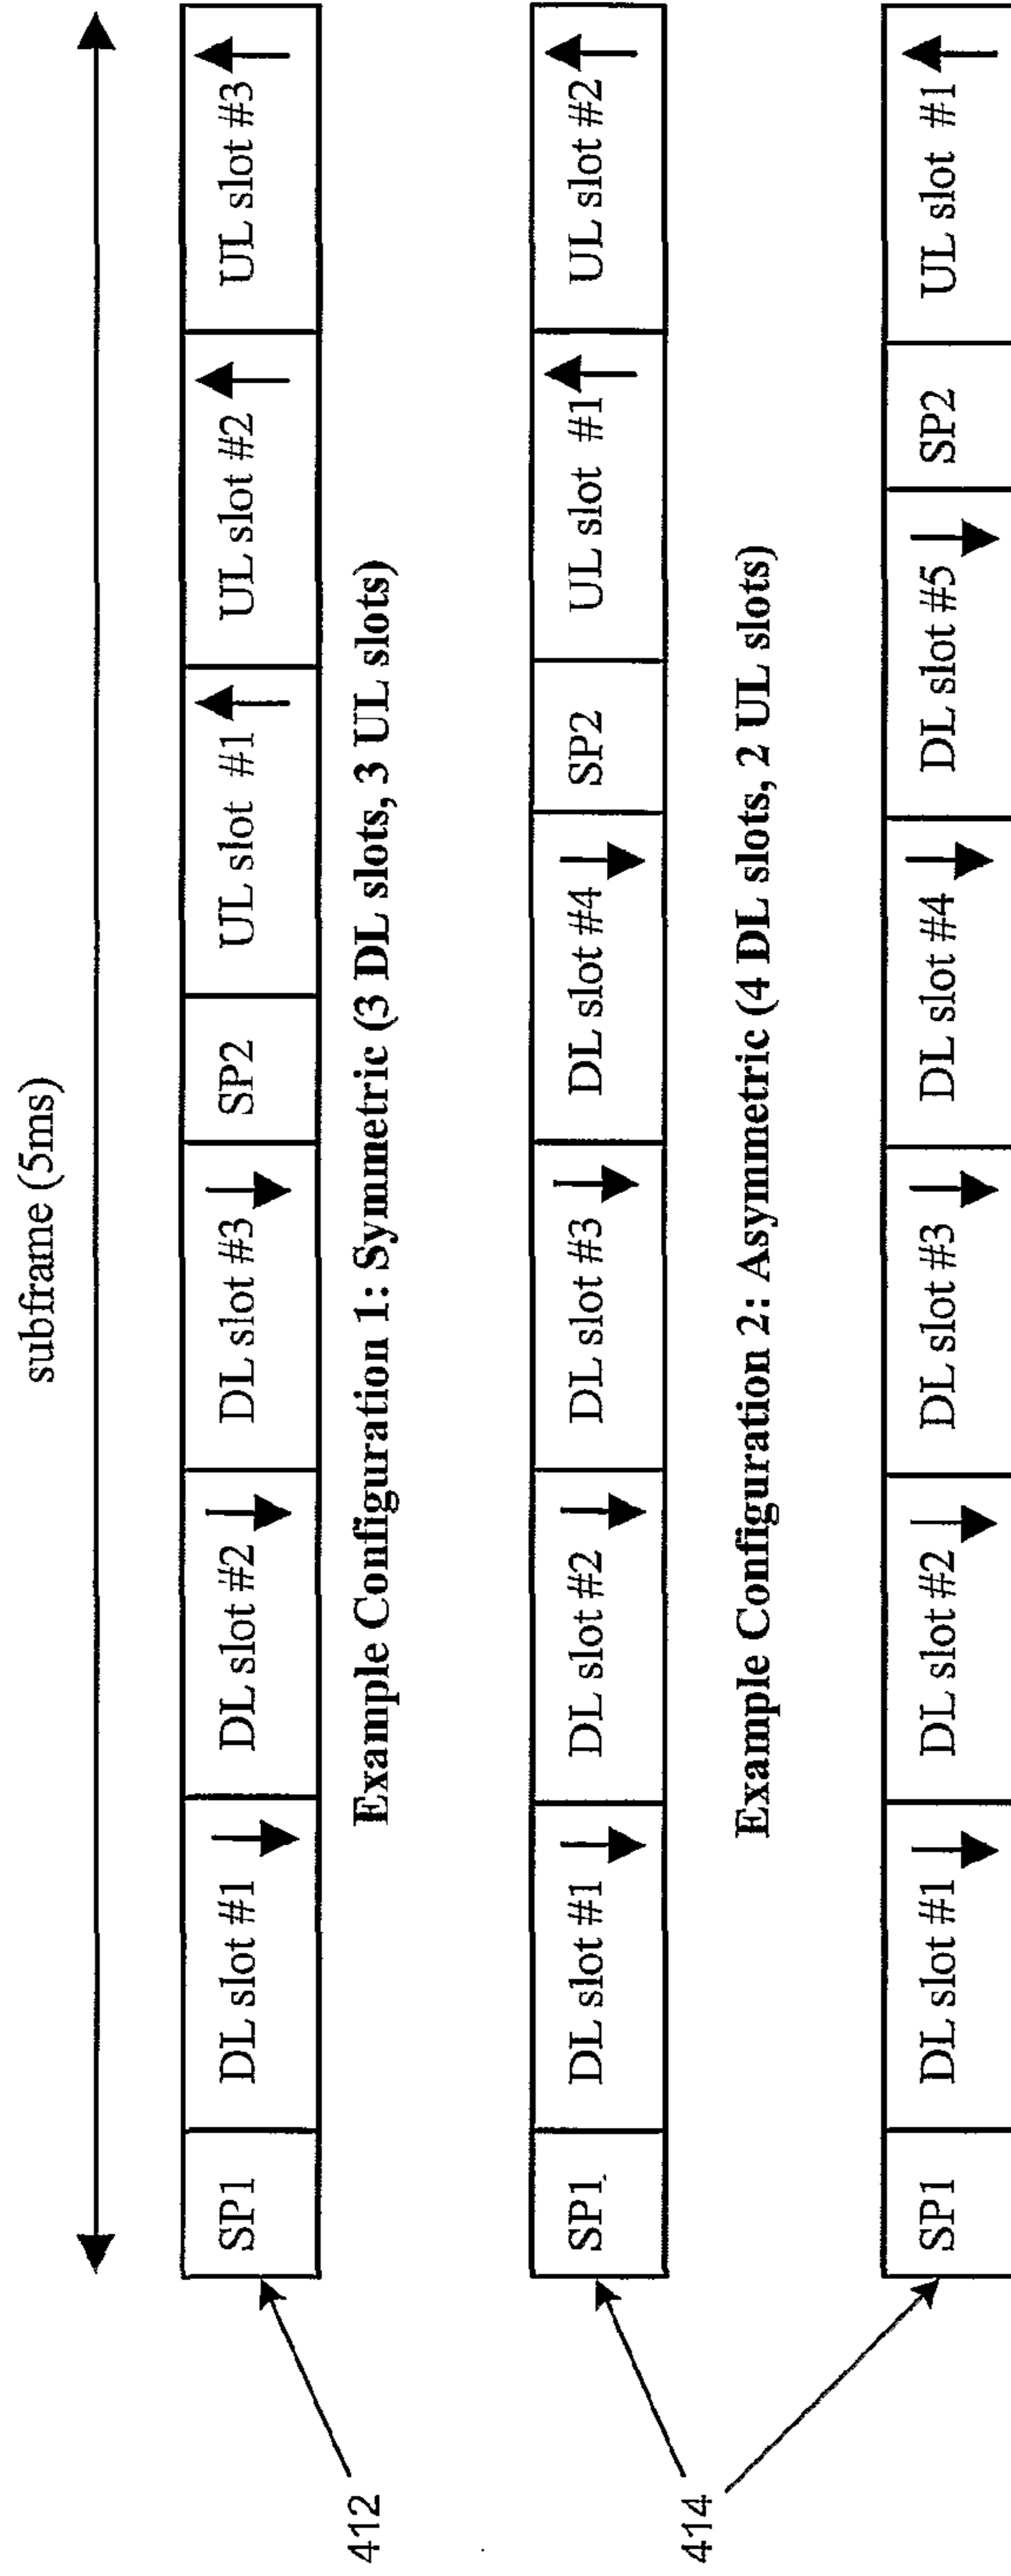 subframe (5ms)
SP1 DL slot #1 DL slot #2 DL slot #3 SP2 UL slot #1 UL slot #2 UL slot #3
412
Example Configuration 1: Symmetric (3 DL slots, 3 UL slots)
SP1 DL slot #1 DL slot #2 DL slot #3 DL slot #4 SP2 UL slot #1 UL slot #2
414
Example Configuration 2: Asymmetric (4 DL slots, 2 UL slots)
SP1 DL slot #1 DL slot #2 DL slot #3 DL slot #4 DL slot #5 SP2 UL slot #1